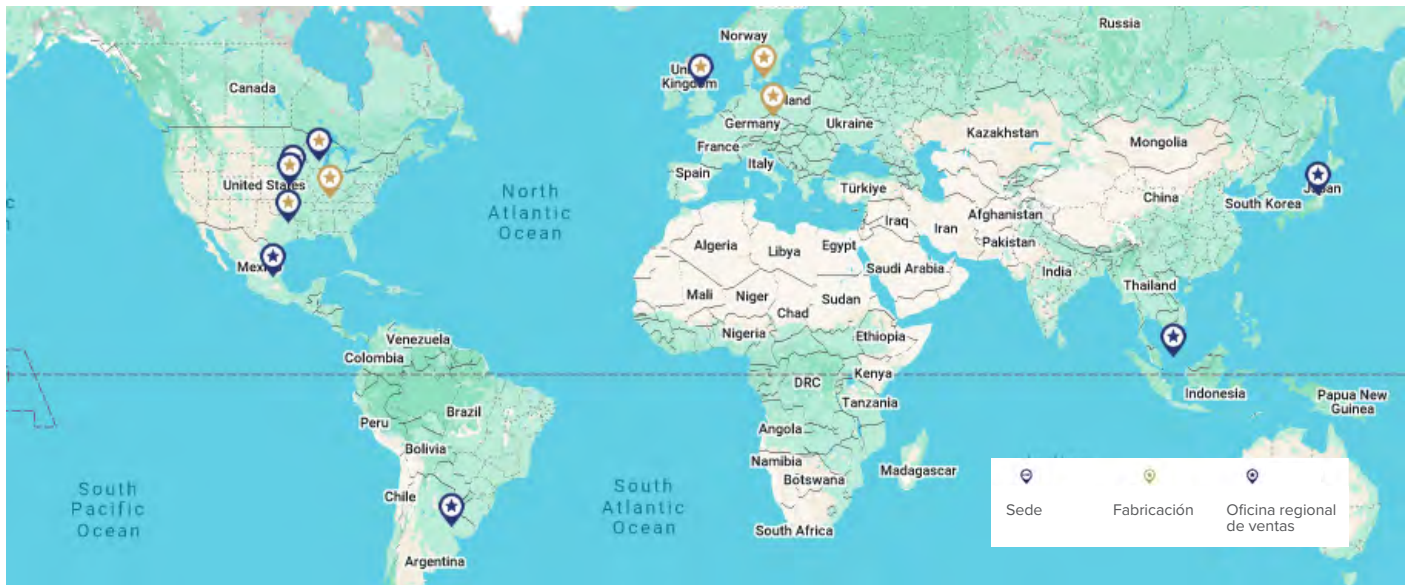 Russia
Norway
Canada
United
Kingdom
Germany
Ukraine
Kazakhstan
Mongolia
France
Italy
Spain
United States
North
Atlantic
Ocean
Türkiye
China
South Korea
Japan
Iraq
Iran
Afghanistan
Pakistan
Algeria
Libya
Egypt
Saudi Arabia
India
Mali
Niger
Chad
Sudan
Thailand
Nigeria
Ethiopia
Venezuela
Colombia
DRC
Kenya
Tanzania
Indonesia
Papua New
Guinea
Peru
Brazil
Bolivia
Angola
Namibia
Botswana
Madagascar
South
Pacific
Ocean
Chile
South
Atlantic
Ocean
South Africa
Argentina
Sede
Fabricación
Oficina regional
de ventas